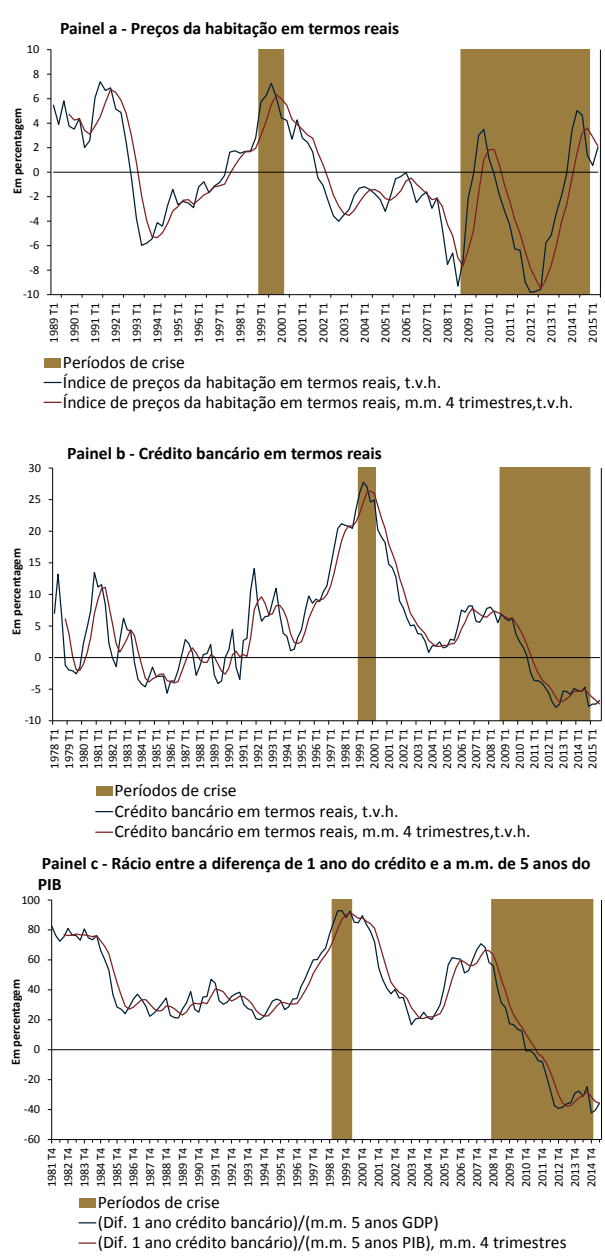 Painel a - Preços da habitação em termos reais
Em percentagem
10
8
6
4
2
0
-2
-4
-6
-8
-10
1989 T1
1990 T1
1991 T1
1992 T1
1993 T1
1994 T1
1995 T1
1996 T1
1997 T1
1998 T1
1999 T1
2000 T1
2001 T1
2002 T1
2003 T1
2004 T1
2005 T1
2006 T1
2007 T1
2008 T1
2009 T1
2010 T1
2011 T1
2012 T1
2013 T1
2014 T1
2015 T1
Períodos de crise
Índice de preços da habitação em termos reais, t.v.h.
Índice de preços da habitação em termos reais, m.m. 4 trimestres,t.v.h.
Painel b - Crédito bancário em termos reais
Em percentagem
30
25
20
15
10
5
0
-5
-10
1978 T1
1979 T1
1980 T1
1981 T1
1982 T1
1983 T1
1984 T1
1985 T1
1986 T1
1987 T1
1988 T1
1989 T1
1990 T1
1991 T1
1992 T1
1993 T1
1994 T1
1995 T1
1996 T1
1997 T1
1998 T1
1999 T1
2000 T1
2001 T1
2002 T1
2003 T1
2004 T1
2005 T1
2006 T1
2007 T1
2008 T1
2009 T1
2010 T1
2011 T1
2012 T1
2013 T1
2014 T1
2015 T1
Períodos de crise
Crédito bancário em termos reais, t.v.h.
Crédito bancário em termos reais, m.m. 4 trimestres,t.v.h.
Painel c - Rácio entre a diferença de 1 ano do crédito e a m.m. de 5 anos do
PIB
Em percentagem
100
80
60
40
20
0
-20
-40
-60
1981 T4
1982 T4
1983 T4
1984 T4
1985 T4
1986 T4
1987 T4
1988 T4
1989 T4
1990 T4
1991 T4
1992 T4
1993 T4
1994 T4
1995 T4
1996 T4
1997 T4
1998 T4
1999 T4
2000 T4
2001 T4
2002 T4
2003 T4
2004 T4
2005 T4
2006 T4
2007 T4
2008 T4
2009 T4
2010 T4
2011 T4
2012 T4
2013 T4
2014 T4
Períodos de crise
(Dif. 1 ano crédito bancário)/(m.m. 5 anos GDP)
(Dif. 1 ano crédito bancário)/(m.m. 5 anos PIB), m.m. 4 trimestres